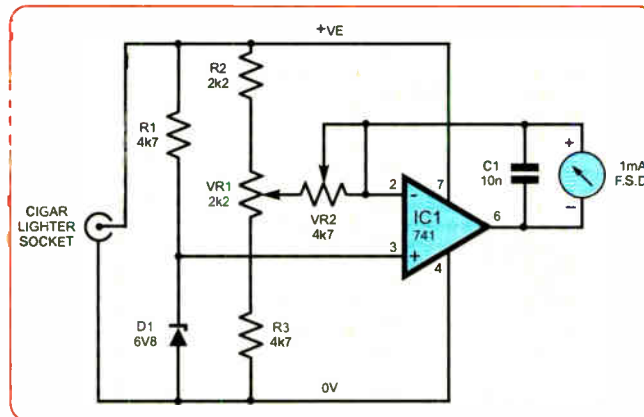 +VE
R2
2k2
R1
4k7
VR1
2k2
VR2
4k7
2
7
IC1
741
3
4
6
C1
10n
+
1mA
F.S.D
–
CIGAR
LIGHTER
SOCKET
D1
6V8
R3
4k7
0V